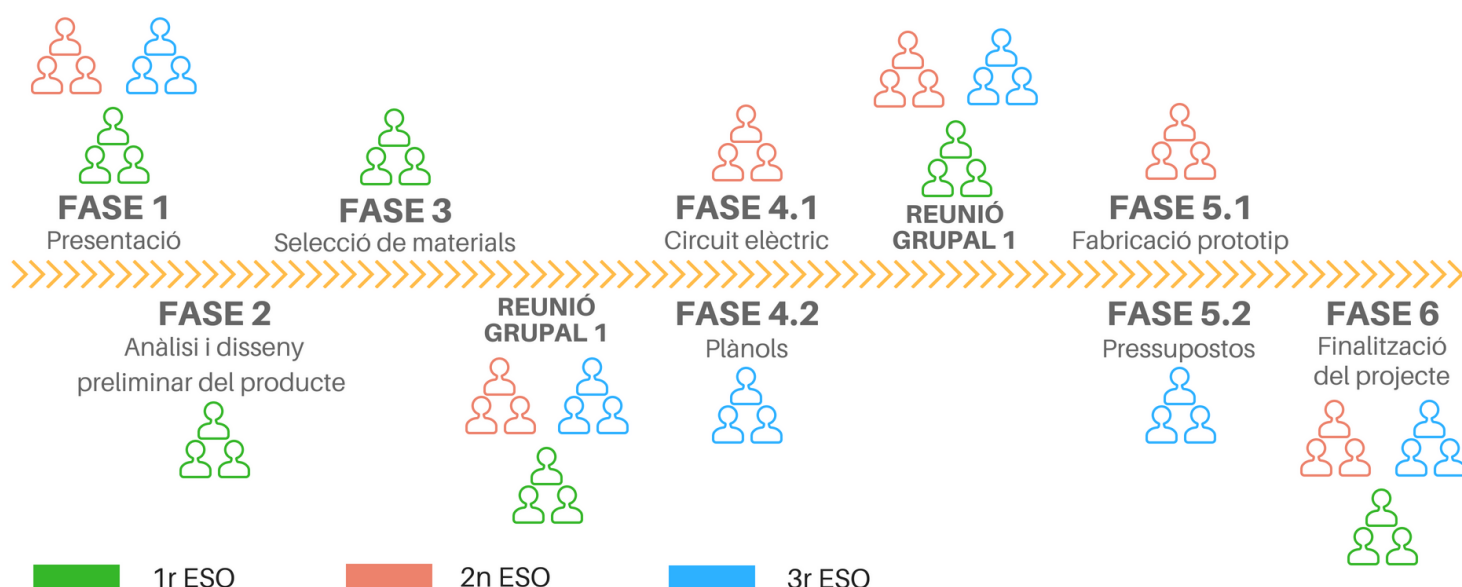 FASE 1
Presentació
FASE 3
Selecció de materials
FASE 4.1
Circuit elèctric
REUNIÓ
GRUPAL 1
FASE 5.1
Fabricació prototip
FASE 2
Anàlisi i disseny
preliminar del producte
REUNIÓ
GRUPAL 1
FASE 4.2
Plànols
FASE 5.2
Pressupostos
FASE 6
Finalització
del projecte
1r ESO
2n ESO
3r ESO